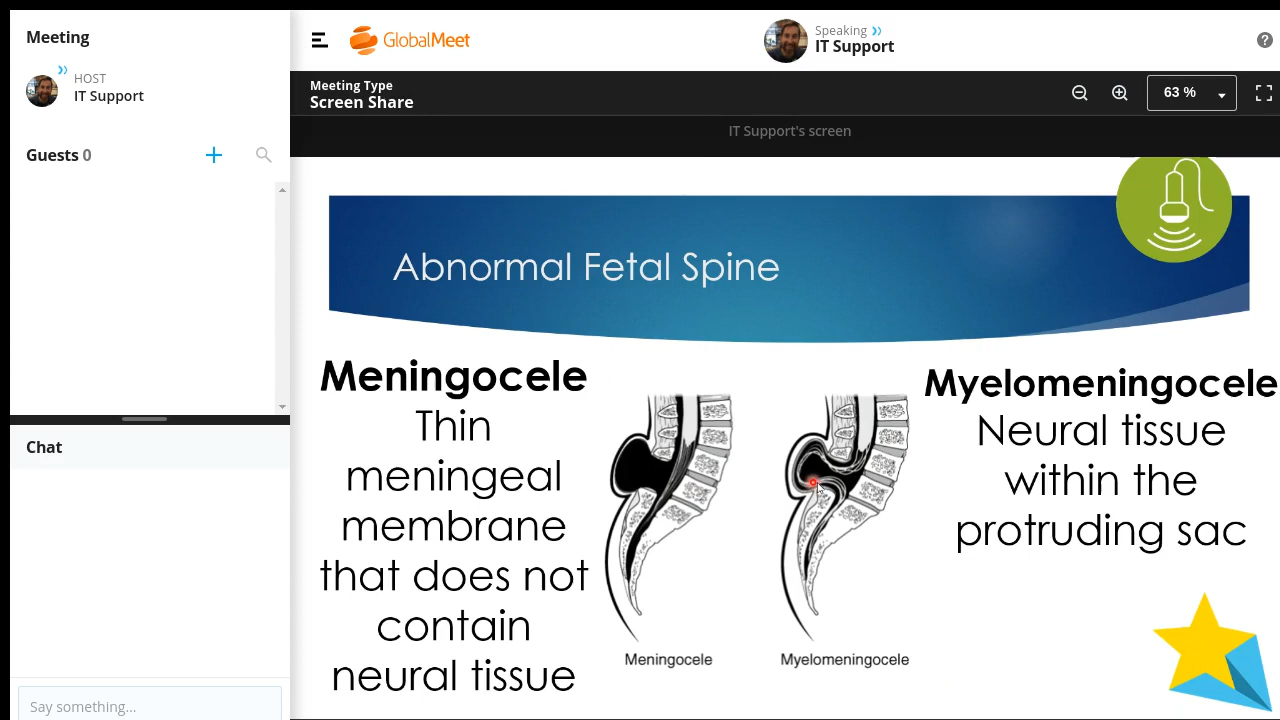 Meeting
HOST
IT Support
Guests 0
Chat
Say something...
GlobalMeet
Speaking
IT Support
Meeting Type
Screen Share
63 %
IT Support's screen
Abnormal Fetal Spine
Meningocele
Thin
meningeal
membrane
that does not
contain
neural tissue
Meningocele
Myelomeningocele
Myelomeningocele
Neural tissue
within the
protruding sac